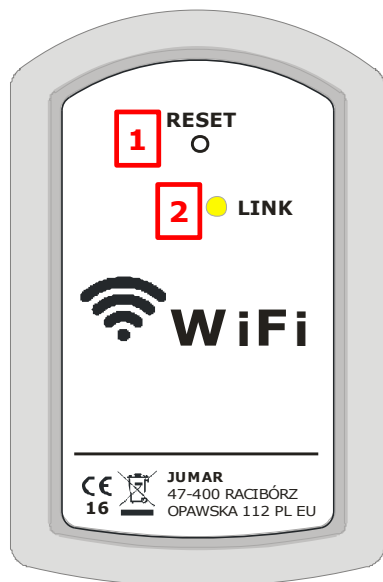 RESET
1
2
LINK
WiFi
JUMAR
CE
47-400 RACIBÓRZ
16
OPAWSKA 112 PL EU